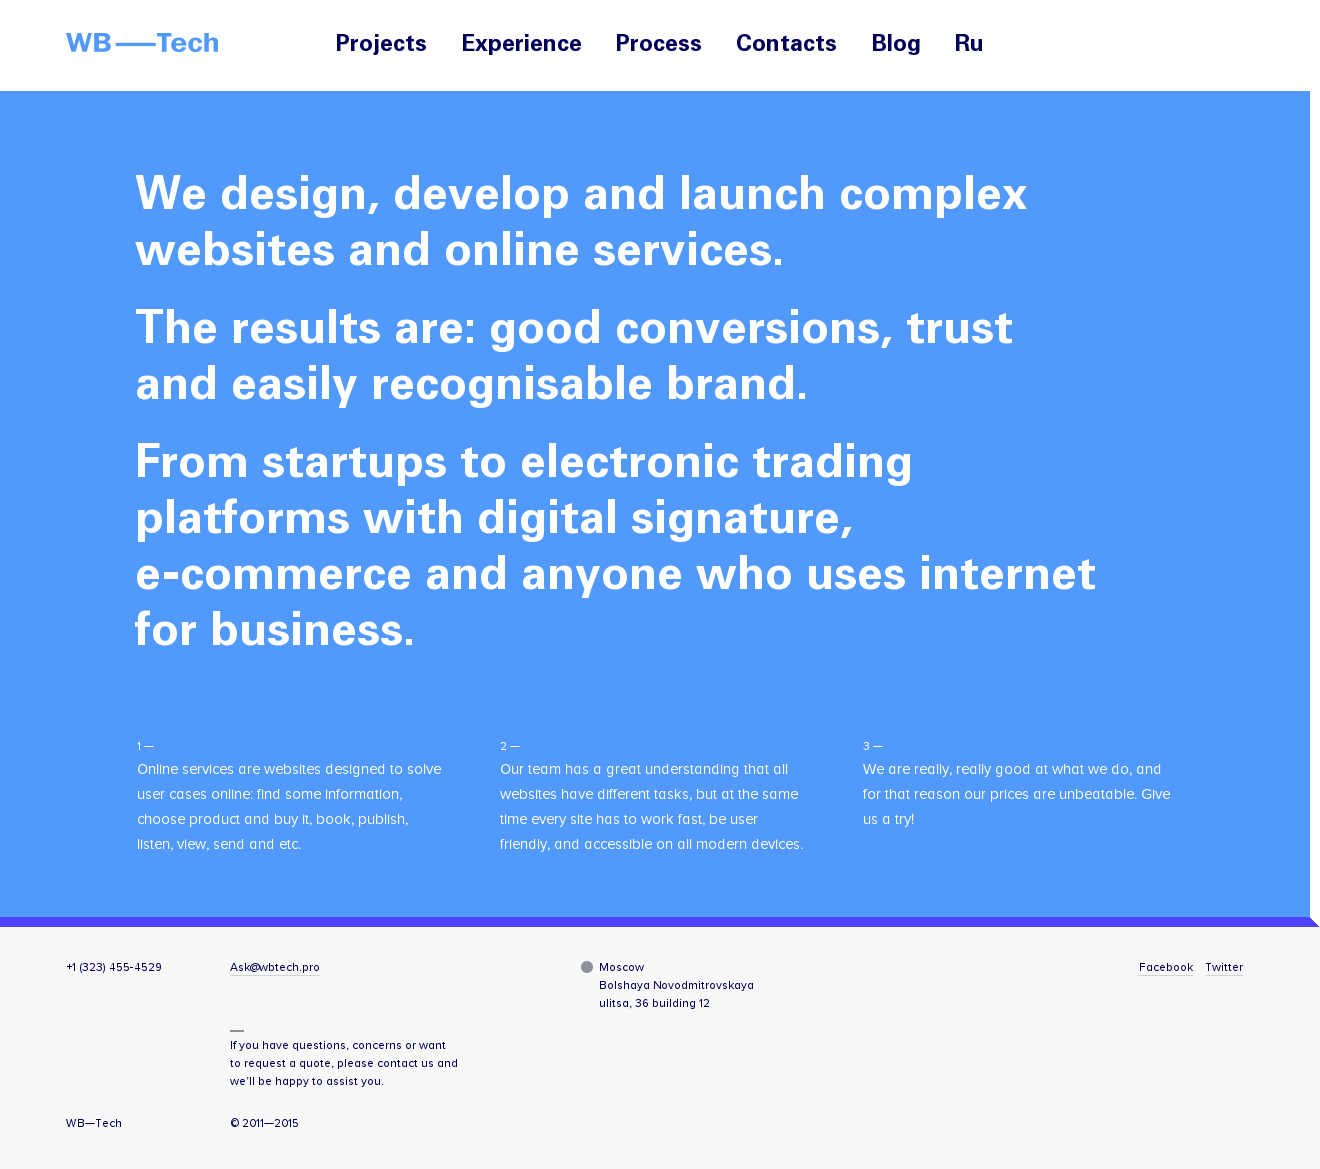 WB—Tech
Projects Experience Process Contacts Blog Ru
We design, develop and launch complex
websites and online services.
The results are: good conversions, trust
and easily recognisable brand.
From startups to electronic trading
platforms with digital signature,
e-commerce and anyone who uses internet
for business.
1 —
Online services are websites designed to solve
user cases online: find some information,
choose product and buy it, book, publish,
listen, view, send and etc.
2 —
Our team has a great understanding that all
websites have different tasks, but at the same
time every site has to work fast, be user
friendly, and accessible on all modern devices.
3 —
We are really, really good at what we do, and
for that reason our prices are unbeatable. Give
us a try!
+1 (323) 455-4529
Ask@wbtech.pro
—
If you have questions, concerns or want
to request a quote, please contact us and
we'll be happy to assist you.
Moscow
Bolshaya Novodmitrovskaya
ulitsa, 36 building 12
Facebook Twitter
WB—Tech
© 2011—2015